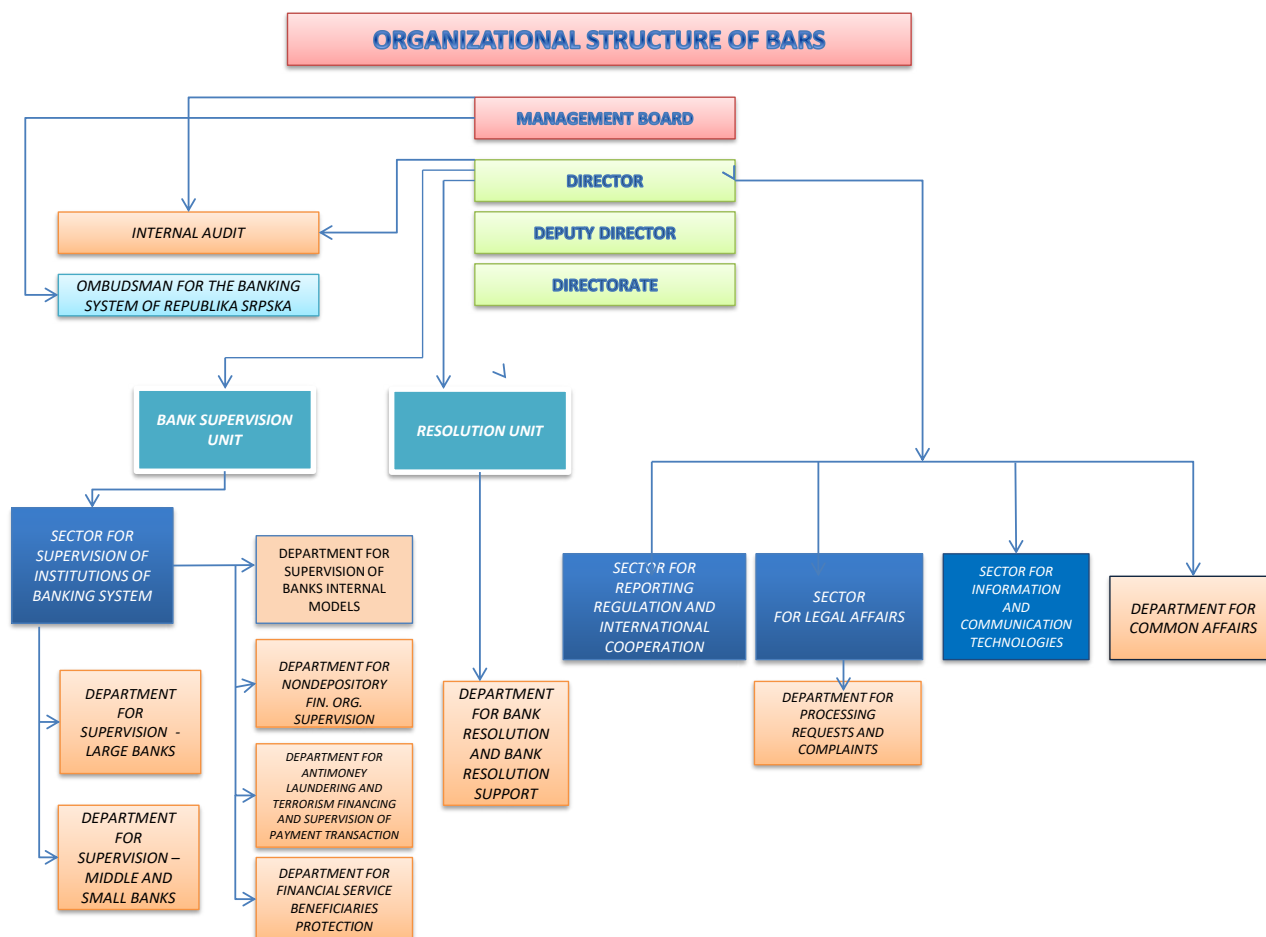 ORGANIZATIONAL STRUCTURE OF BARS
MANAGEMENT BOARD
DIRECTOR
INTERNAL AUDIT
DEPUTY DIRECTOR
OMBUDSMAN FOR THE BANKING
SYSTEM OF REPUBLIKA SRPSKA
DIRECTORATE
BANK SUPERVISION
UNIT
RESOLUTION UNIT
SECTOR FOR
SUPERVISION OF
INSTITUTIONS OF
BANKING SYSTEM
DEPARTMENT FOR
SUPERVISION OF
BANKS INTERNAL
MODELS
SECTOR FOR
REPORTING
REGULATION AND
INTERNATIONAL
COOPERATION
SECTOR
FOR LEGAL AFFAIRS
SECTOR FOR
INFORMATION
AND
COMMUNICATION
TECHNOLOGIES
DEPARTMENT FOR
COMMON AFFAIRS
DEPARTMENT
FOR
SUPERVISION -
LARGE BANKS
DEPARTMENT FOR
NONDEPOSITORY
FIN. ORG.
SUPERVISION
DEPARTMENT
FOR BANK
RESOLUTION
AND BANK
RESOLUTION
SUPPORT
DEPARTMENT FOR
PROCESSING
REQUESTS AND
COMPLAINTS
DEPARTMENT FOR
ANTIMONEY
LAUNDERING AND
TERRORISM FINANCING
AND SUPERVISION OF
PAYMENT TRANSACTION
DEPARTMENT
FOR
SUPERVISION –
MIDDLE AND
SMALL BANKS
DEPARTMENT FOR
FINANCIAL SERVICE
BENEFICIARIES
PROTECTION